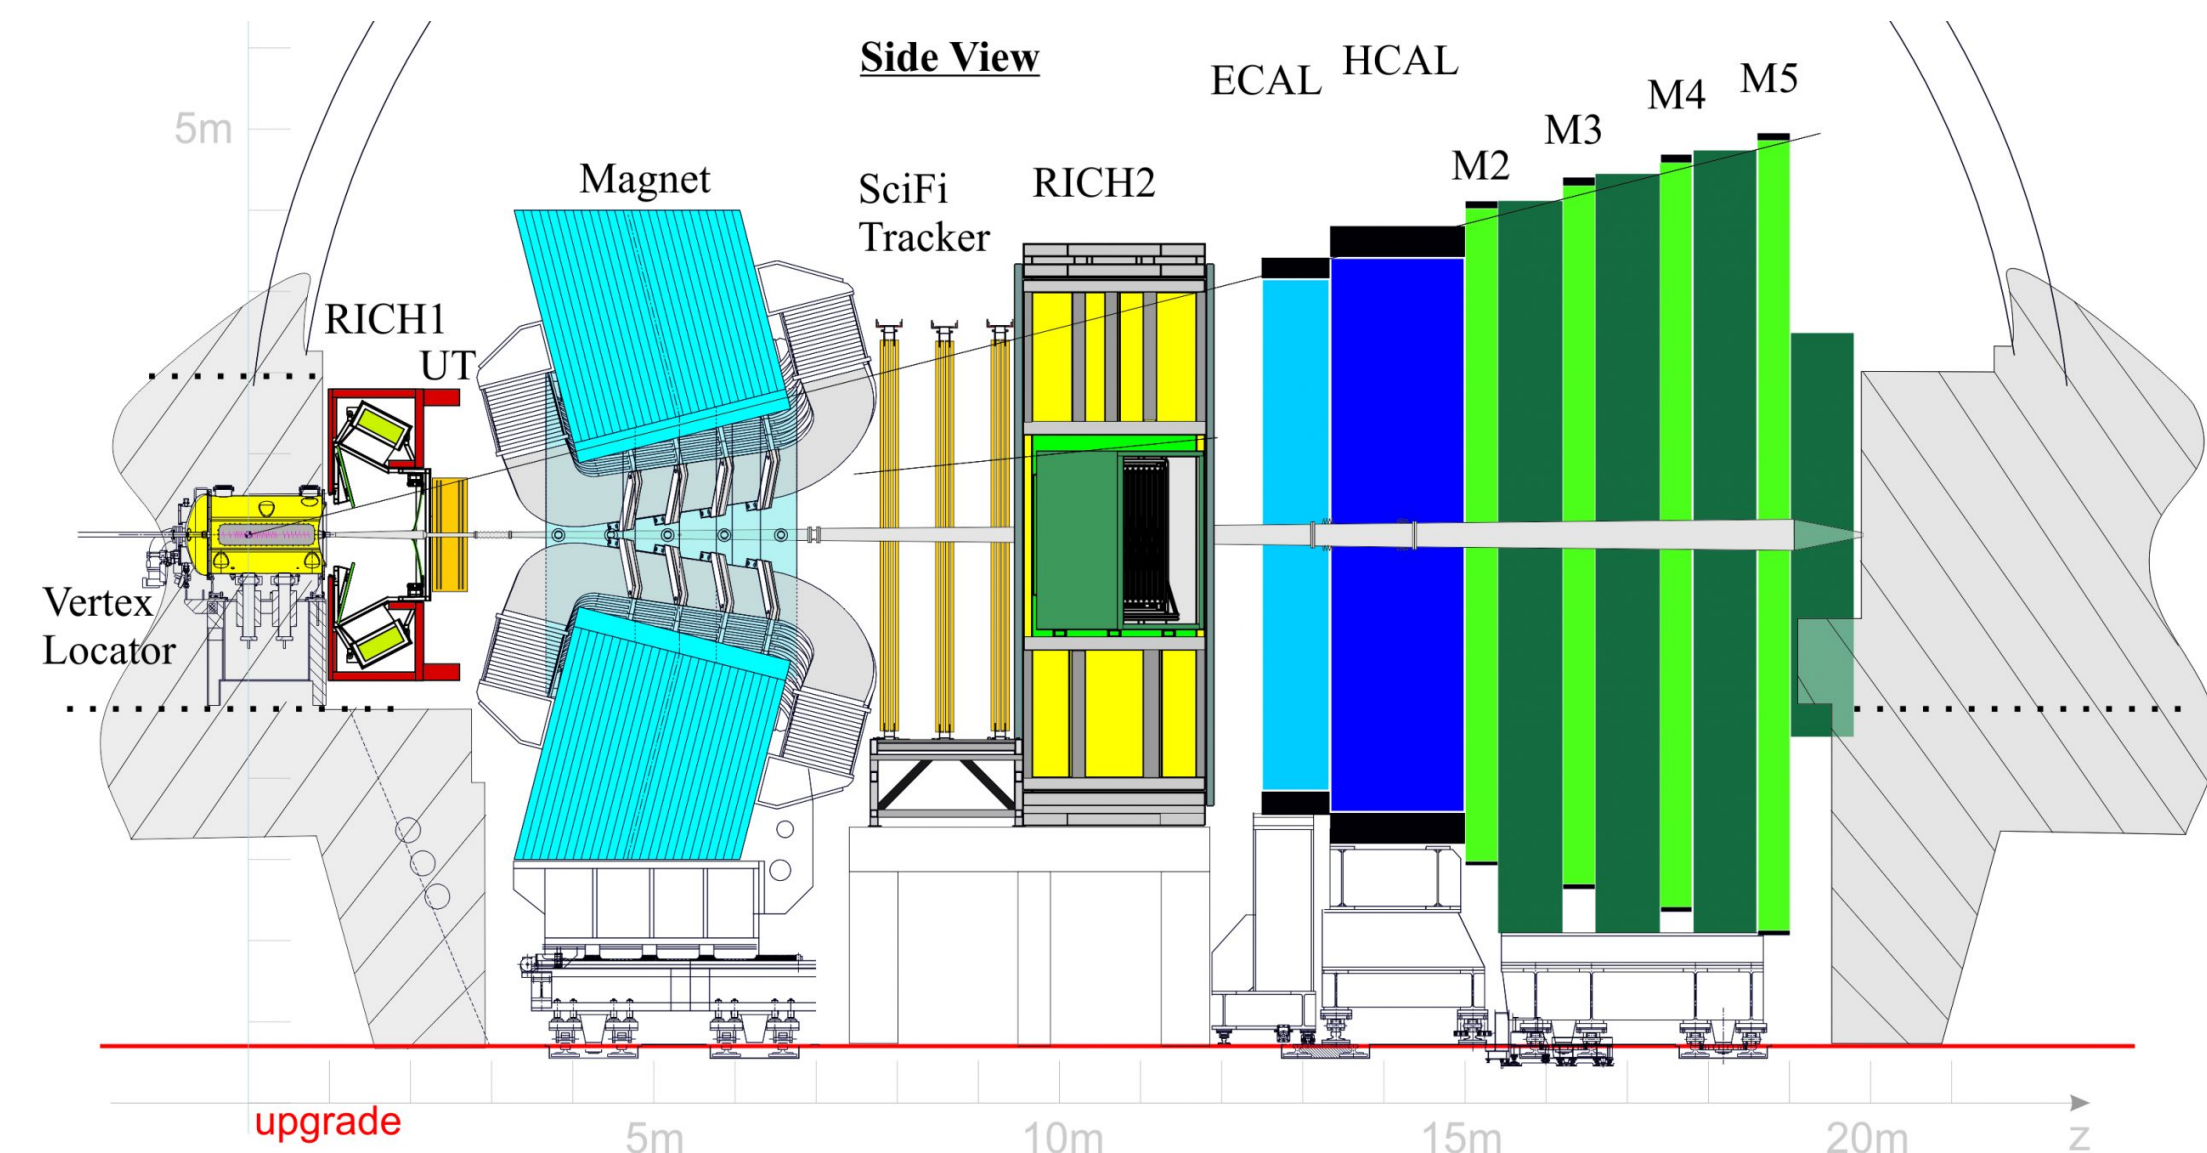 Side View
ECAL
HCAL
M2
M3
M4
M5
5m
Magnet
SciFi
Tracker
RICH2
RICH1
UT
Vertex
Locator
upgrade
5m
10m
15m
20m
z